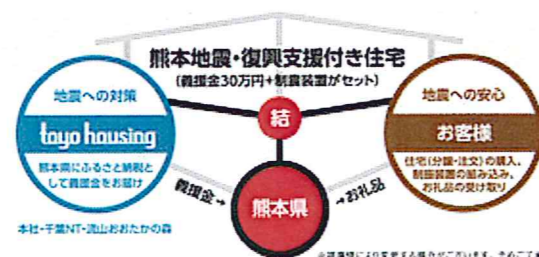 熊本地震・復興支援付き住宅
(義援金30万円+制震装置がセット)
地震への対策
toyo housing
熊本県にふるさと納税と
して義援金をお届け
本社・千葉NT・流山おおたかの森
結
熊本県
義援金→
→お礼品
地震への安心
お客様
住宅(分譲・注文)の購入、
制震装置の組み込み、
お礼品の受け取り